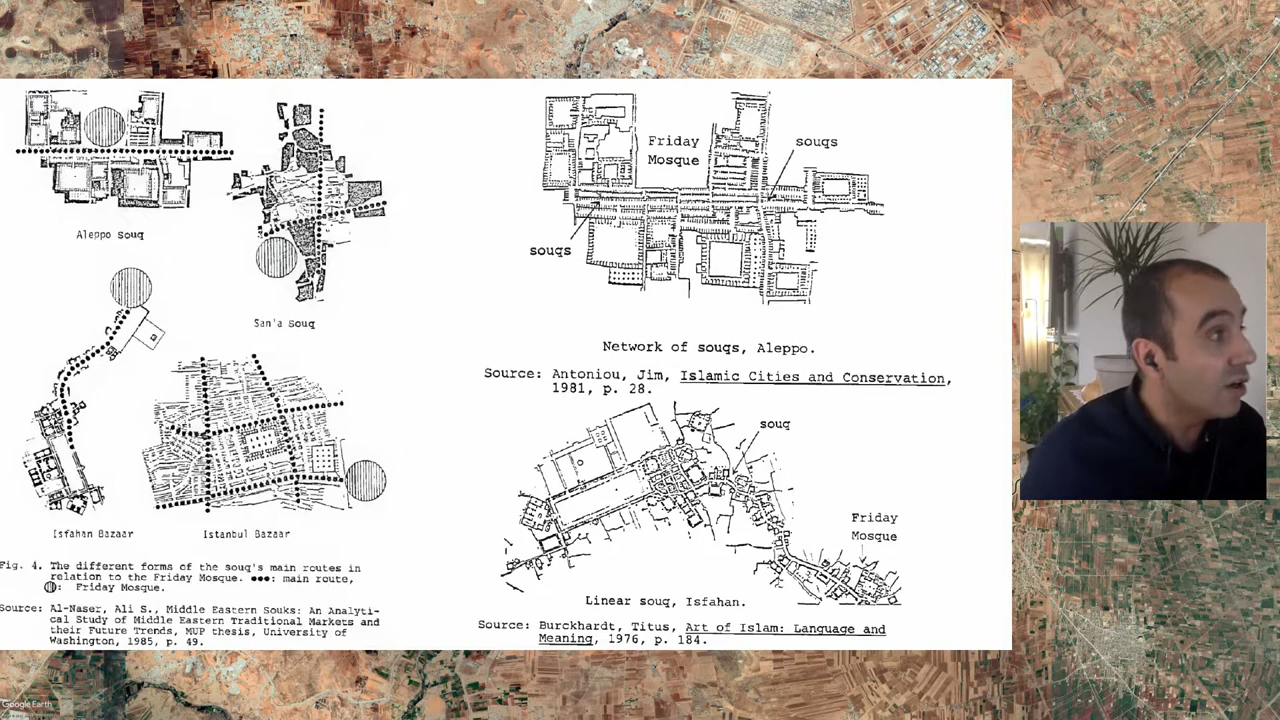 Aleppo Souq
San'a Souq
Isfahan Bazaar
Istanbul Bazaar
Fig. 4. The different forms of the souq's main routes in
relation to the Friday Mosque. ●●●: main route,
: Friday Mosque.
Source: Al-Naser, Ali S., Middle Eastern Souks: An Analyti-
cal Study of Middle Eastern Traditional Markets and
their Future Trends, MUP thesis, University of
Washington, 1985, p. 49.
Friday
Mosque
souqs
souqs
Network of souqs, Aleppo.
Source: Antoniou, Jim, Islamic Cities and Conservation,
1981, p. 28.
souq
Friday
Mosque
Linear souq, Isfahan.
Source: Burckhardt, Titus, Art of Islam: Language and
Meaning, 1976, p. 184.
Google Earth